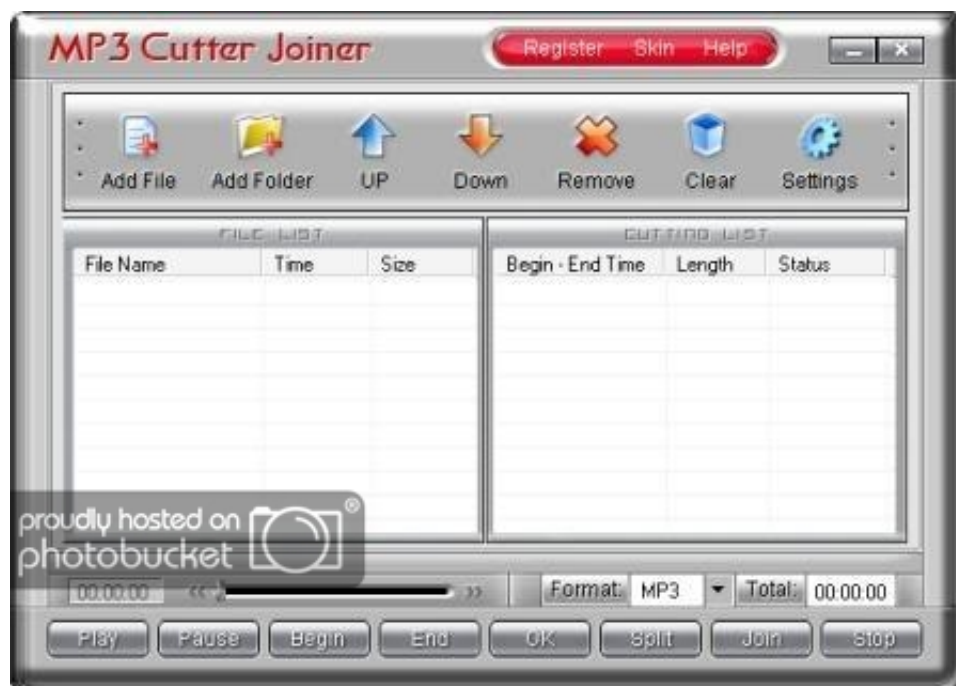 MP3 Cutter Joiner
Register Skin Help
Add File Add Folder UP Down Remove Clear Settings
FILE LIST
CUTTING LIST
File Name Time Size
Begin - End Time Length Status
proudly hosted on
photobucket
00:00:00 << >> Format: MP3 Total: 00:00:00
Play Pause Begin End OK Split Join Stop